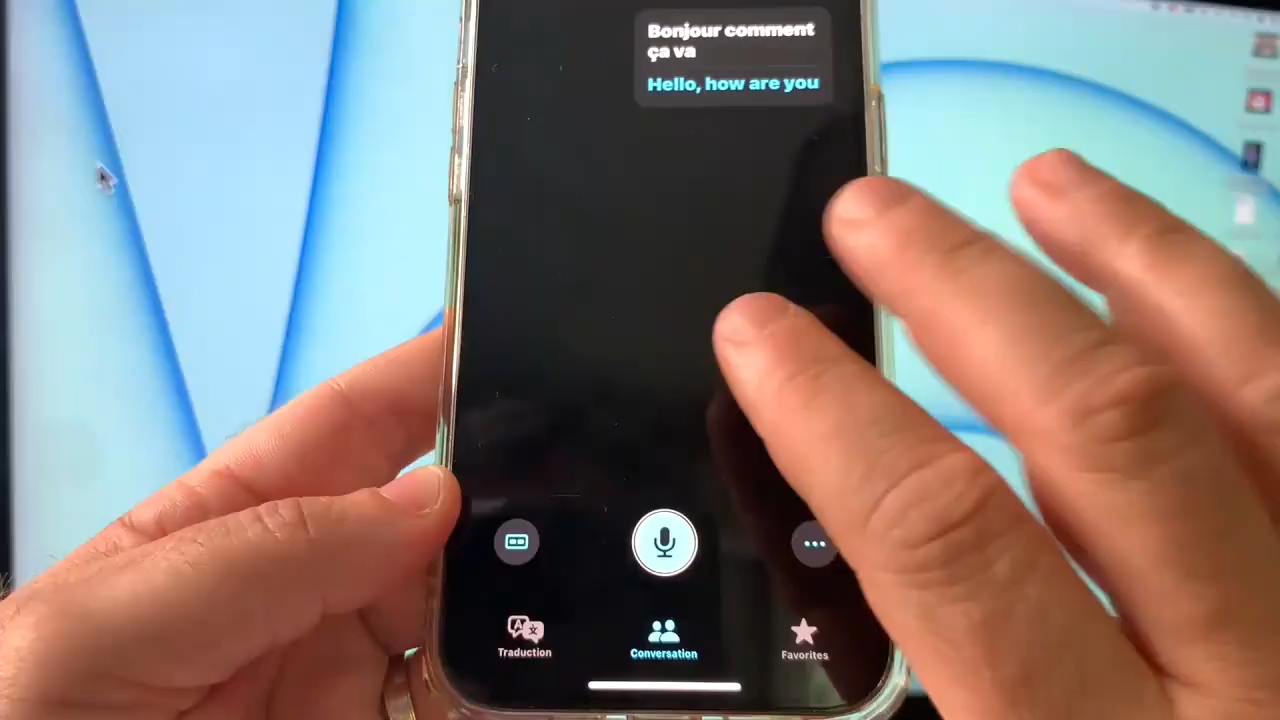 Bonjour comment
ça va
Hello, how are you
Traduction
Conversation
Favorites